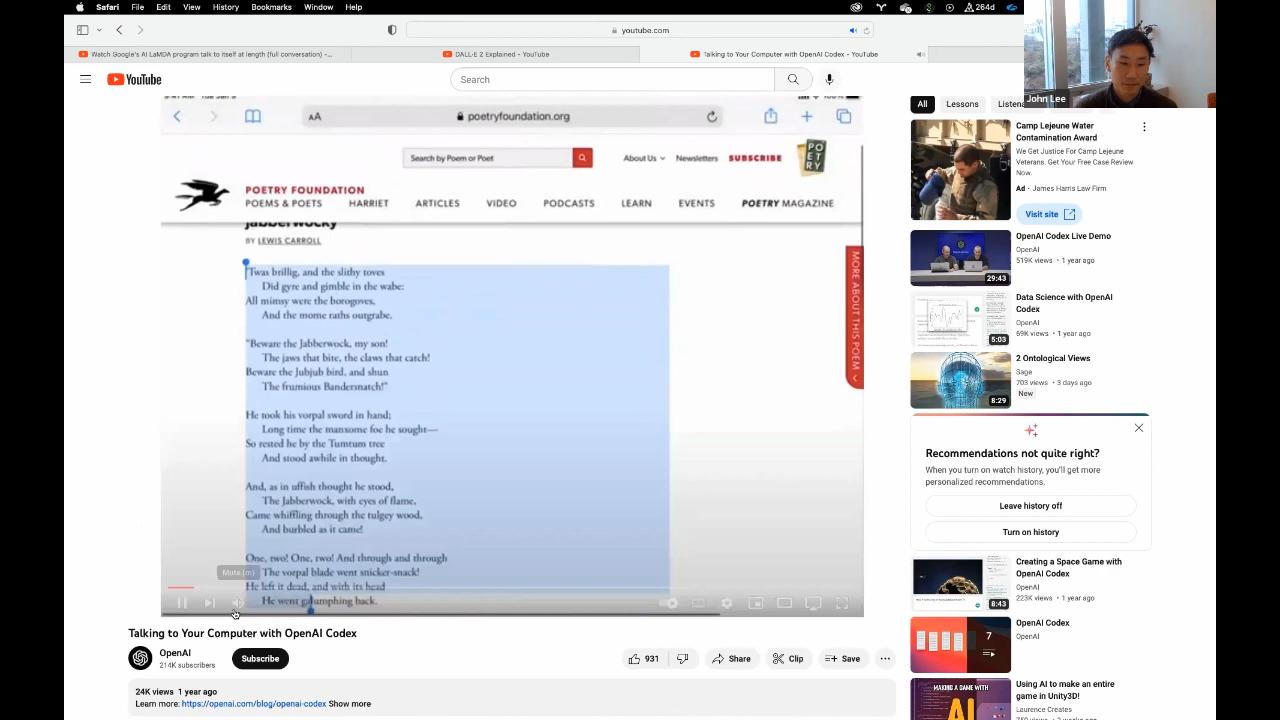 Safari File Edit View History Bookmarks Window Help
264d
youtube.com
Watch Google's AI LaMDA program talk to itself at length (full conversation) -...
DALL·E 2 Explained - YouTube
Talking to Your Computer with OpenAI Codex - YouTube
John Lee
YouTube
Search
AA
poetryfoundation.org
Search by Poem or Poet
About Us
Newsletters
SUBSCRIBE
POETRY
POETRY FOUNDATION
POEMS & POETS HARRIET ARTICLES VIDEO PODCASTS LEARN EVENTS POETRY MAGAZINE
Jabberwocky
BY LEWIS CARROLL
MORE ABOUT THIS POEM
'Twas brillig, and the slithy toves
Did gyre and gimble in the wabe:
All mimsy were the borogoves,
And the mome raths outgrabe.
"Beware the Jabberwock, my son!
The jaws that bite, the claws that catch!
Beware the Jubjub bird, and shun
The frumious Bandersnatch!"
He took his vorpal sword in hand;
Long time the manxome foe he sought—
So rested he by the Tumtum tree
And stood awhile in thought.
And, as in uffish thought he stood,
The Jabberwock, with eyes of flame,
Came whiffling through the tulgey wood,
And burbled as it came!
One, two! One, two! And through and through
The vorpal blade went snicker-snack!
He left it dead, and with its head
He went galumphing back.
Mute (m)
Talking to Your Computer with OpenAI Codex
OpenAI
214K subscribers
Subscribe
931
Share
Clip
Save
24K views 1 year ago
Learn more: https://openai.com/blog/openai-codex Show more
All
Lessons
Camp Lejeune Water
Contamination Award
We Get Justice For Camp Lejeune
Veterans. Get Your Free Case Review
Now.
Ad · James Harris Law Firm
Visit site
OpenAI Codex Live Demo
OpenAI
519K views · 1 year ago
29:43
Data Science with OpenAI
Codex
OpenAI
69K views · 1 year ago
5:03
2 Ontological Views
Sage
703 views · 3 days ago
New
8:29
Recommendations not quite right?
When you turn on watch history, you'll get more
personalized recommendations.
Leave history off
Turn on history
Creating a Space Game with
OpenAI Codex
OpenAI
223K views · 1 year ago
8:43
OpenAI Codex
OpenAI
7
Using AI to make an entire
game in Unity3D!
Laurence Creates
MAKING A GAME WITH
AI